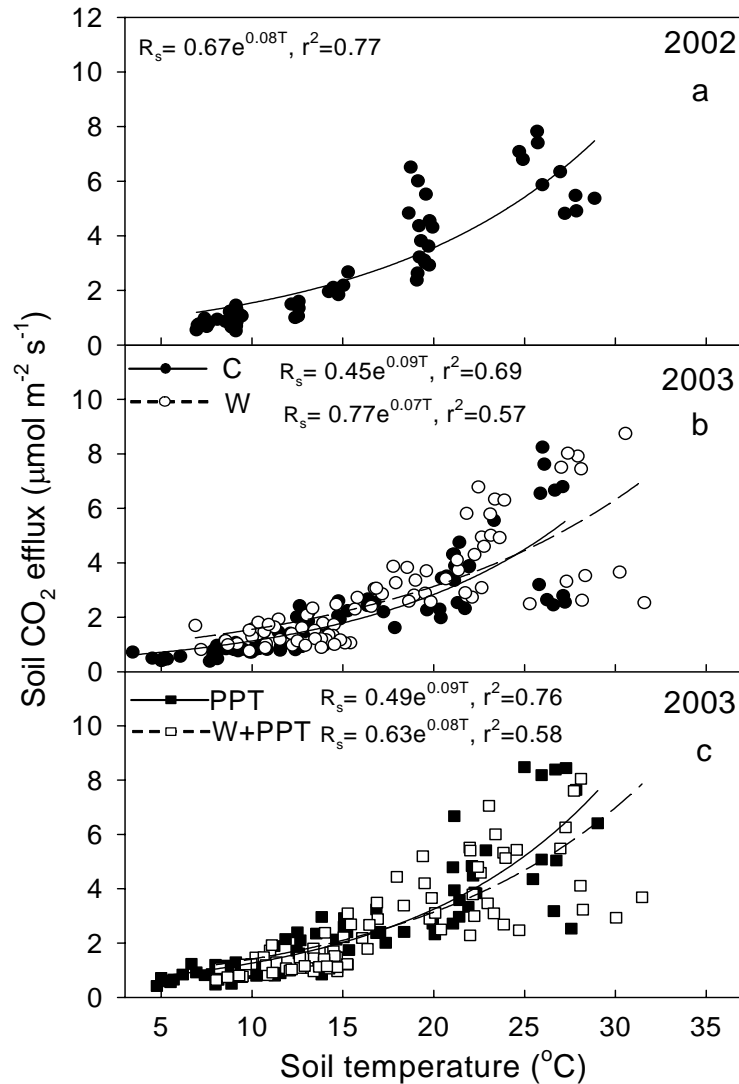 12
10
8
6
4
2
0
R_s= 0.67e^0.08T, r^2=0.77
2002
a
10
8
6
4
2
0
C R_s= 0.45e^0.09T, r^2=0.69
W R_s= 0.77e^0.07T, r^2=0.57
2003
b
10
8
6
4
2
0
PPT R_s= 0.49e^0.09T, r^2=0.76
W+PPT R_s= 0.63e^0.08T, r^2=0.58
2003
c
Soil CO_2 efflux (µmol m^-2 s^-1)
5 10 15 20 25 30 35
Soil temperature (°C)